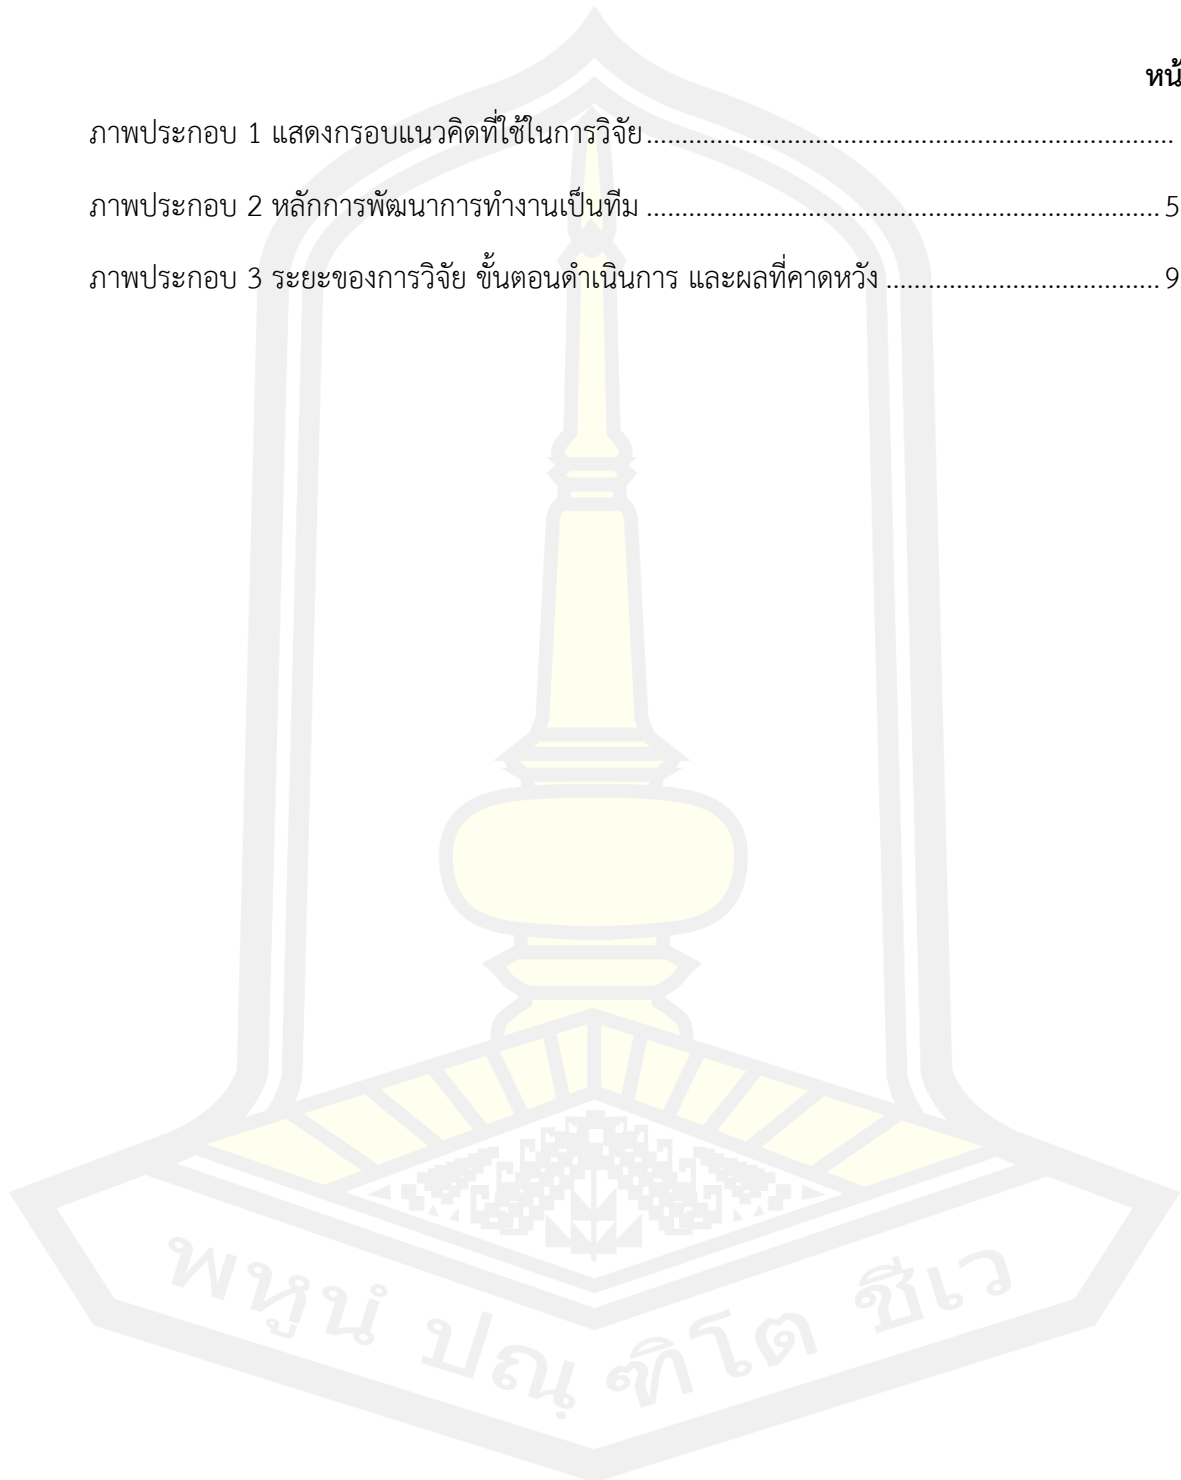 หน้
ภาพประกอบ 1 แสดงกรอบแนวคิดที่ใช้ในการวิจัย
ภาพประกอบ 2 หลักการพัฒนาการทำงานเป็นทีม 5
ภาพประกอบ 3 ระยะของการวิจัย ขั้นตอนดำเนินการ และผลที่คาดหวัง 9
พหูนํ ปณฺฑิโต ชีเว